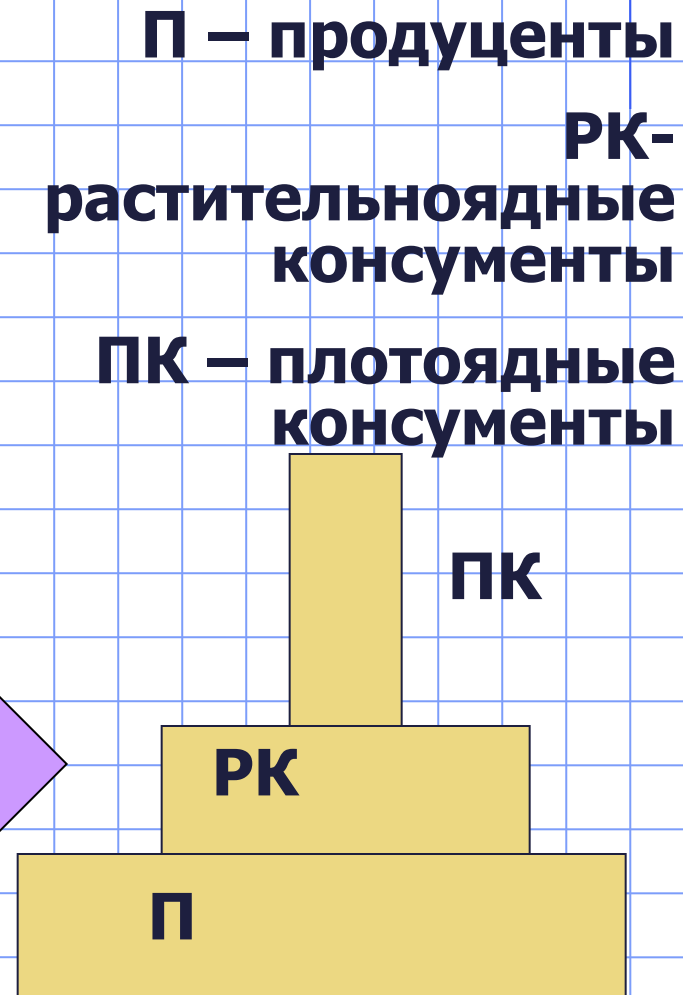 П – продуценты
РК-
растительноядные
консументы
ПК – плотоядные
консументы
ПК
РК
П